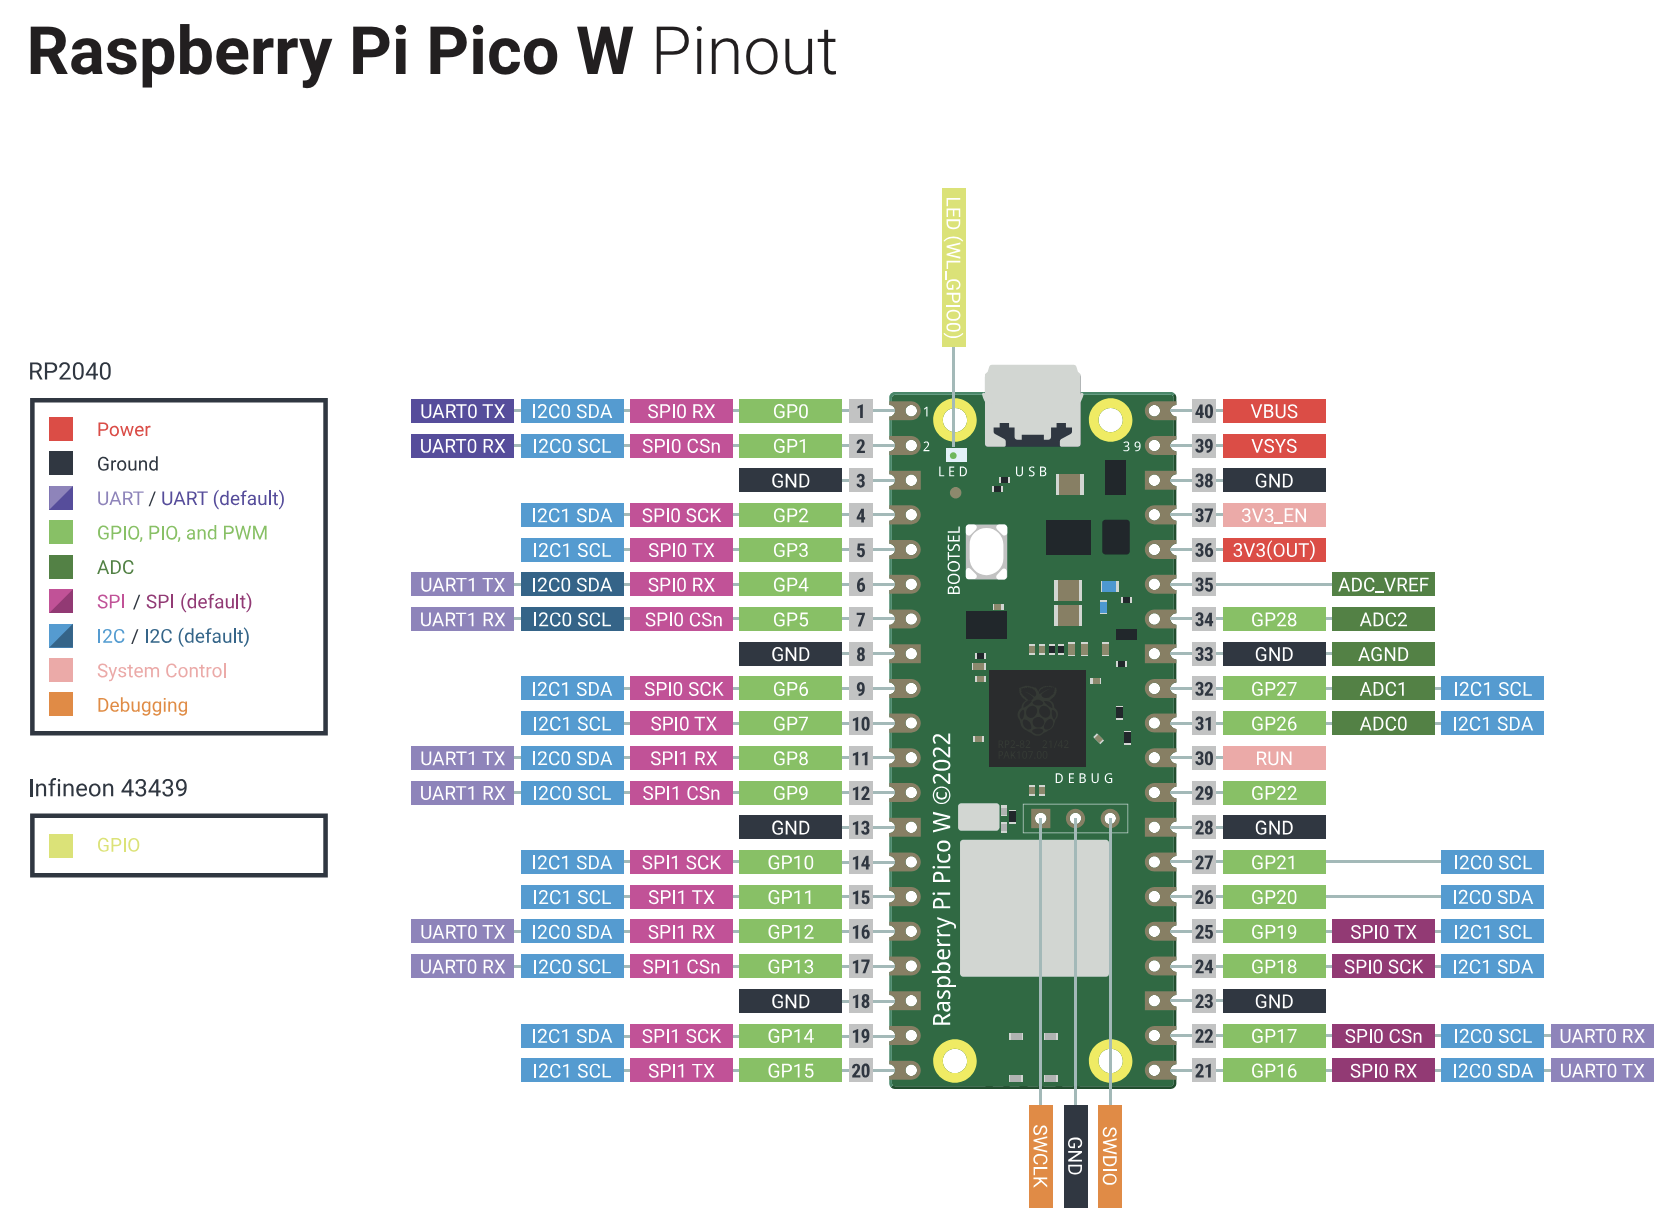 Raspberry Pi Pico W Pinout
LED (WL_GPIO0)
RP2040
Power
Ground
UART / UART (default)
GPIO, PIO, and PWM
ADC
SPI / SPI (default)
I2C / I2C (default)
System Control
Debugging
Infineon 43439
GPIO
UART0 TX I2C0 SDA SPI0 RX GP0 1
UART0 RX I2C0 SCL SPI0 CSn GP1 2
GND 3
I2C1 SDA SPI0 SCK GP2 4
I2C1 SCL SPI0 TX GP3 5
UART1 TX I2C0 SDA SPI0 RX GP4 6
UART1 RX I2C0 SCL SPI0 CSn GP5 7
GND 8
I2C1 SDA SPI0 SCK GP6 9
I2C1 SCL SPI0 TX GP7 10
UART1 TX I2C0 SDA SPI1 RX GP8 11
UART1 RX I2C0 SCL SPI1 CSn GP9 12
GND 13
I2C1 SDA SPI1 SCK GP10 14
I2C1 SCL SPI1 TX GP11 15
UART0 TX I2C0 SDA SPI1 RX GP12 16
UART0 RX I2C0 SCL SPI1 CSn GP13 17
GND 18
I2C1 SDA SPI1 SCK GP14 19
I2C1 SCL SPI1 TX GP15 20
1
2
39
LED
USB
BOOTSEL
DEBUG
Raspberry Pi Pico W ©2022
40 VBUS
39 VSYS
38 GND
37 3V3_EN
36 3V3(OUT)
35 ADC_VREF
34 GP28 ADC2
33 GND AGND
32 GP27 ADC1 I2C1 SCL
31 GP26 ADC0 I2C1 SDA
30 RUN
29 GP22
28 GND
27 GP21 I2C0 SCL
26 GP20 I2C0 SDA
25 GP19 SPI0 TX I2C1 SCL
24 GP18 SPI0 SCK I2C1 SDA
23 GND
22 GP17 SPI0 CSn I2C0 SCL UART0 RX
21 GP16 SPI0 RX I2C0 SDA UART0 TX
SWCLK
GND
SWDIO